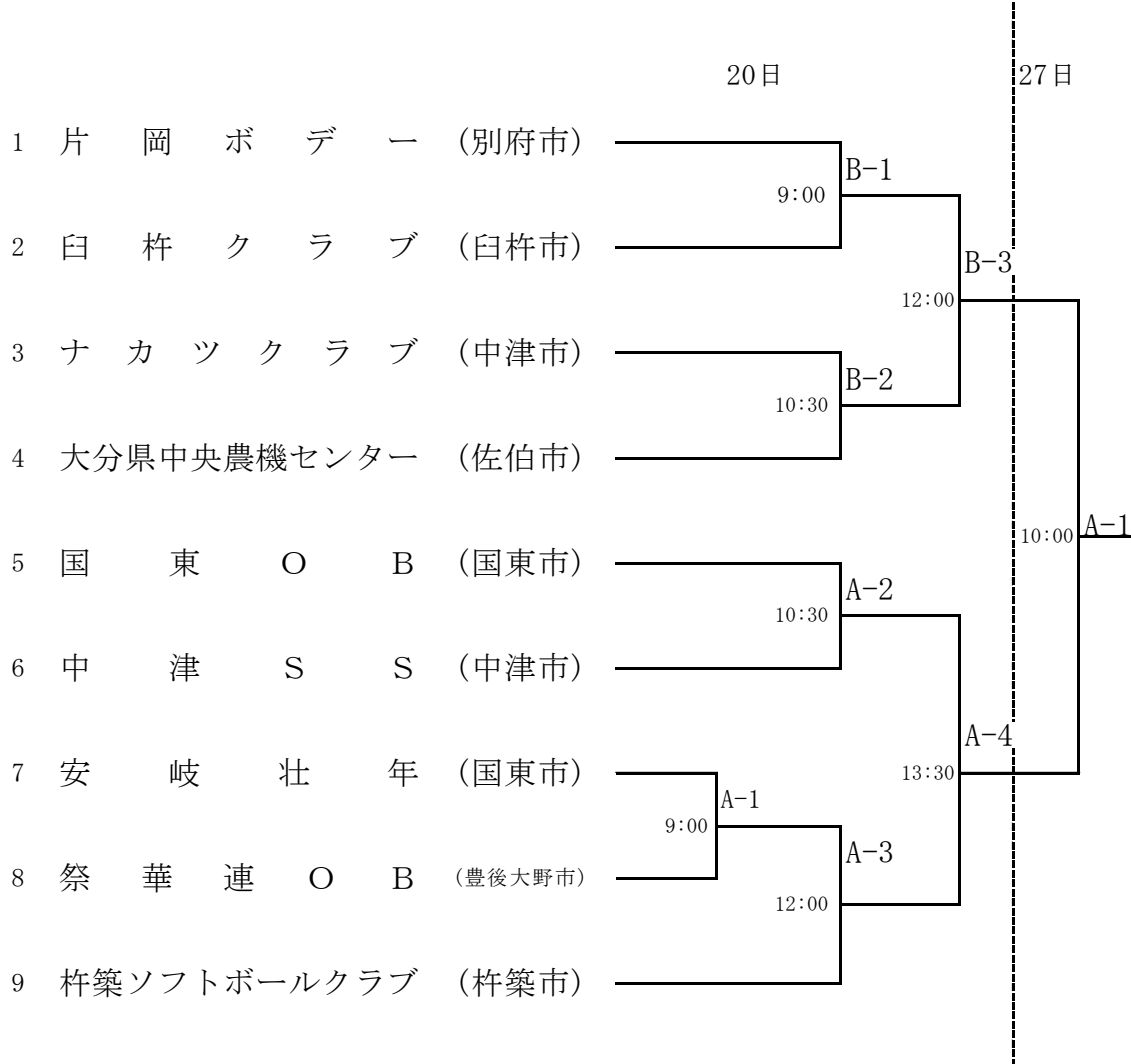 20日 27日
1 片岡ボデー (別府市)
B-1
9:00
2 臼杵クラブ (臼杵市)
B-3
12:00
3 ナカツクラブ (中津市)
B-2
10:30
4 大分県中央農機センター (佐伯市)
10:00 A-1
5 国東OB (国東市)
A-2
10:30
6 中津SS (中津市)
A-4
13:30
7 安岐壮年 (国東市)
A-1
9:00
A-3
8 祭華連OB (豊後大野市)
12:00
9 杵築ソフトボールクラブ (杵築市)